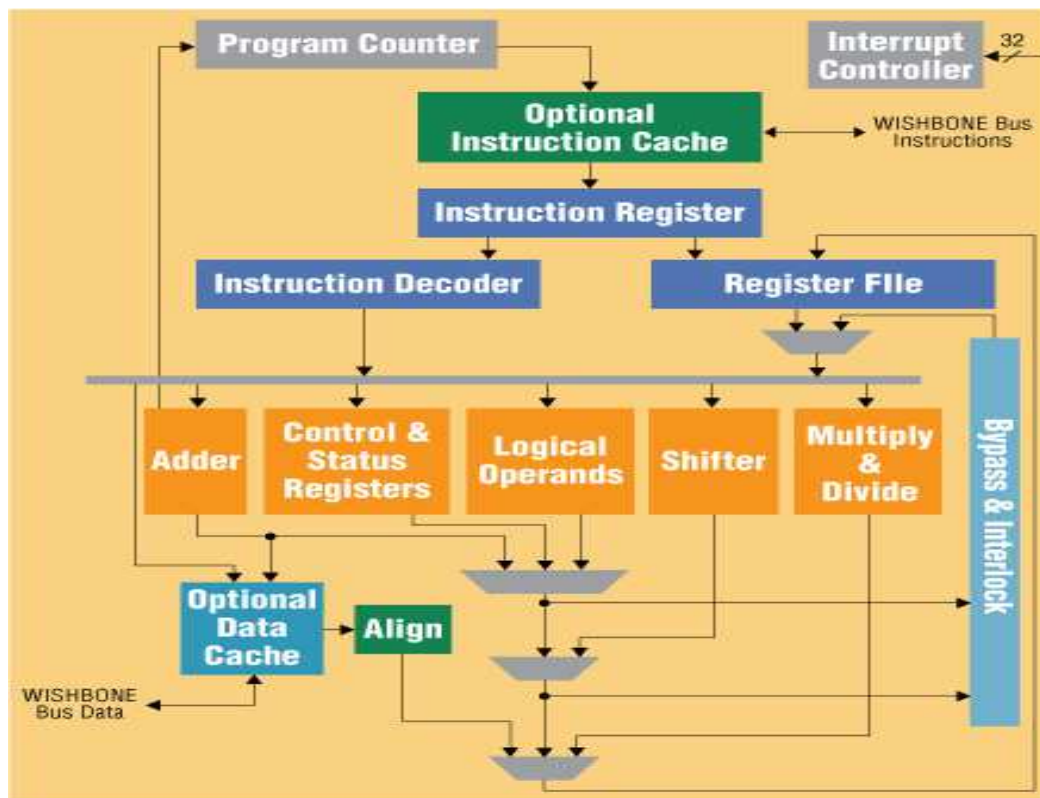 Program Counter
Interrupt
Controller
32
Optional
Instruction Cache
WISHBONE Bus
Instructions
Instruction Register
Instruction Decoder
Register FIle
Adder
Control &
Status
Registers
Logical
Operands
Shifter
Multiply
&
Divide
Bypass & Interlock
Optional
Data
Cache
Align
WISHBONE
Bus Data